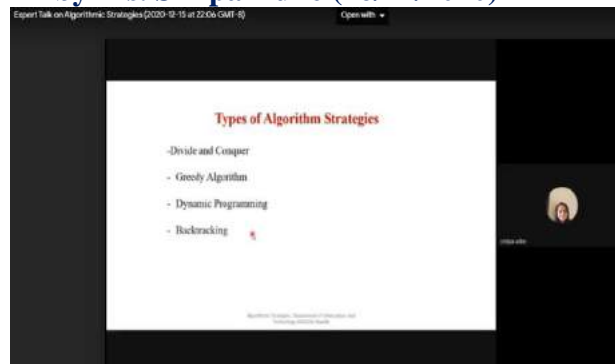 Expert Talk on Algorithmic Strategies (2020-12-15 at 22:06 GMT-8)
Open with
Types of Algorithm Strategies
-Divide and Conquer
- Greedy Algorithm
- Dynamic Programming
- Backtracking